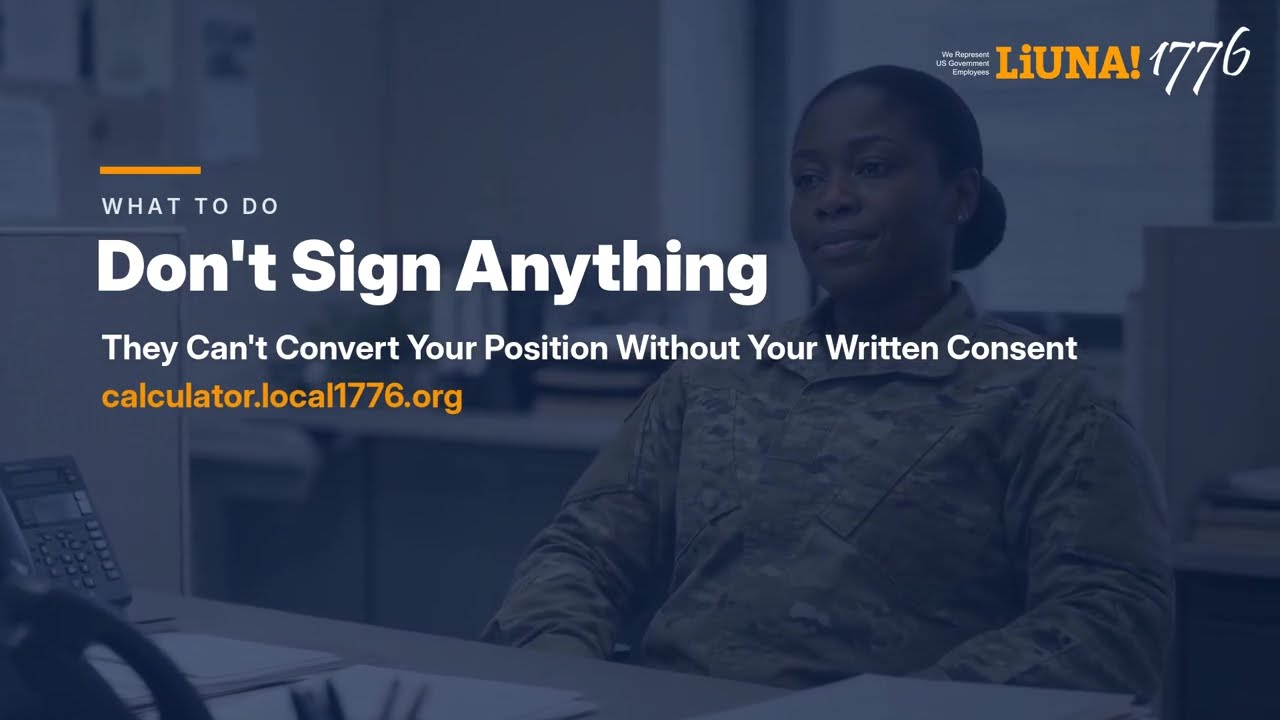 We Represent
US Government
Employees
LiUNA! 1776
WHAT TO DO
Don't Sign Anything
They Can't Convert Your Position Without Your Written Consent
calculator.local1776.org